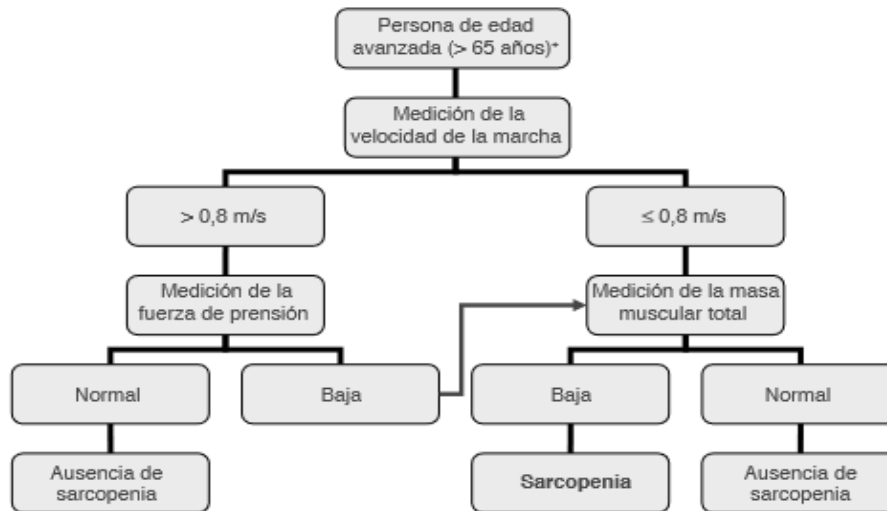 Persona de edad
avanzada (> 65 años)+
Medición de la
velocidad de la marcha
> 0,8 m/s
≤ 0,8 m/s
Medición de la
fuerza de prensión
Medición de la masa
muscular total
Normal
Baja
Baja
Normal
Ausencia de
sarcopenia
Sarcopenia
Ausencia de
sarcopenia